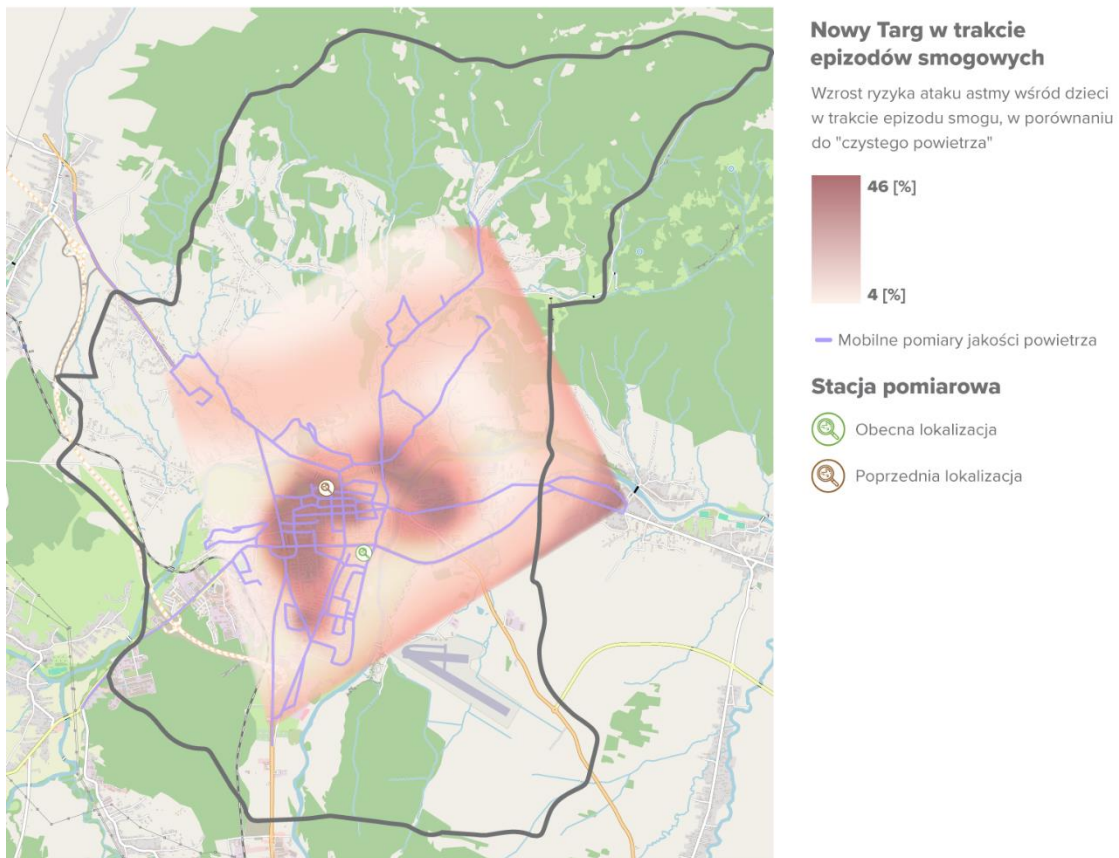 Nowy Targ w trakcie
epizodów smogowych
Wzrost ryzyka ataku astmy wśród dzieci
w trakcie epizodu smogu, w porównaniu
do "czystego powietrza"
46 [%]
4 [%]
Mobilne pomiary jakości powietrza
Stacja pomiarowa
Obecna lokalizacja
Poprzednia lokalizacja